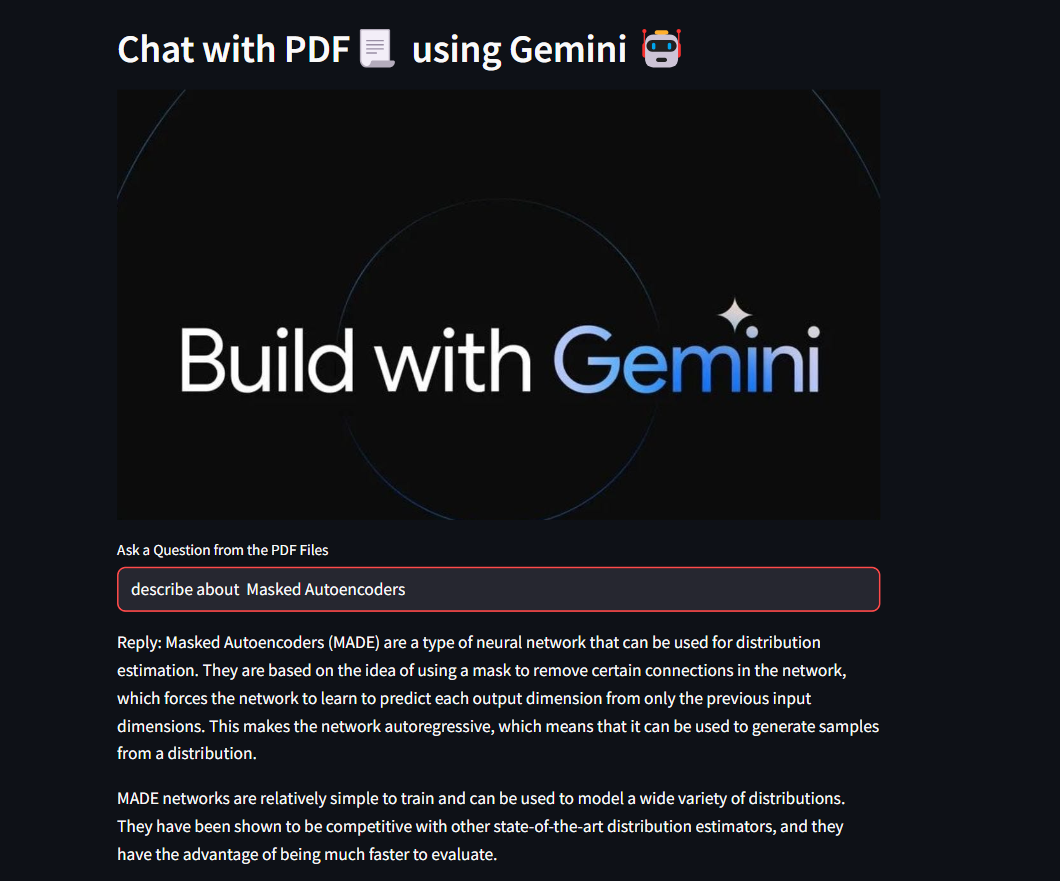 Chat with PDF📃 using Gemini 🤖
Build with Gemini
Ask a Question from the PDF Files
describe about  Masked Autoencoders
Reply: Masked Autoencoders (MADE) are a type of neural network that can be used for distribution
estimation. They are based on the idea of using a mask to remove certain connections in the network,
which forces the network to learn to predict each output dimension from only the previous input
dimensions. This makes the network autoregressive, which means that it can be used to generate samples
from a distribution.
MADE networks are relatively simple to train and can be used to model a wide variety of distributions.
They have been shown to be competitive with other state-of-the-art distribution estimators, and they
have the advantage of being much faster to evaluate.